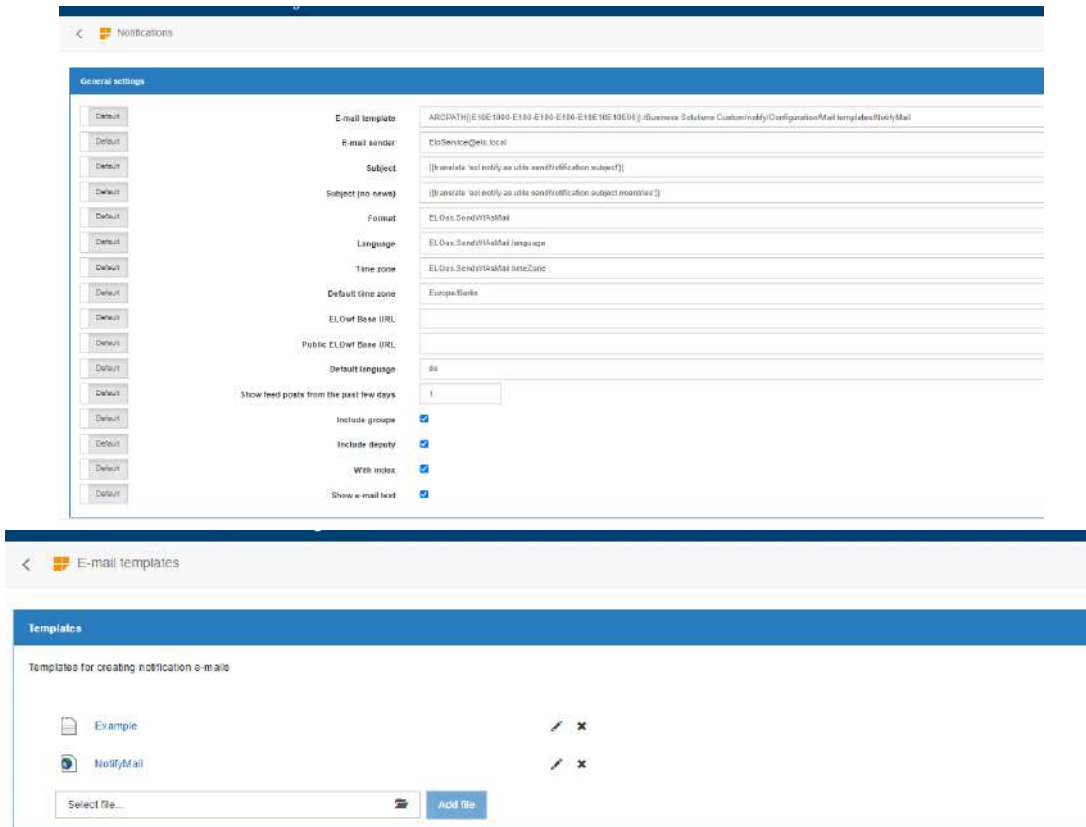 Notifications
General settings
Default E-mail template ARCPATH[(E10E1000-E100-E100-E100-E10E10E10E00)]:/Business Solutions Custom/notify/Configuration/Mail templates/NotifyMail
Default E-mail sender EloService@elo.local
Default Subject {{translate 'sol.notify.as.utils.sendNotification.subject'}}
Default Subject (no news) {{translate 'sol.notify.as.utils.sendNotification.subject.noentries'}}
Default Format ELOas.SendWfAsMail
Default Language ELOas.SendWfAsMail.language
Default Time zone ELOas.SendWfAsMail.timeZone
Default Default time zone Europe/Berlin
Default ELOwf Base URL
Default Public ELOwf Base URL
Default Default language de
Default Show feed posts from the past few days 1
Default Include groups
Default Include deputy
Default With index
Default Show e-mail text
E-mail templates
Templates
Templates for creating notification e-mails
Example
NotifyMail
Select file... Add file